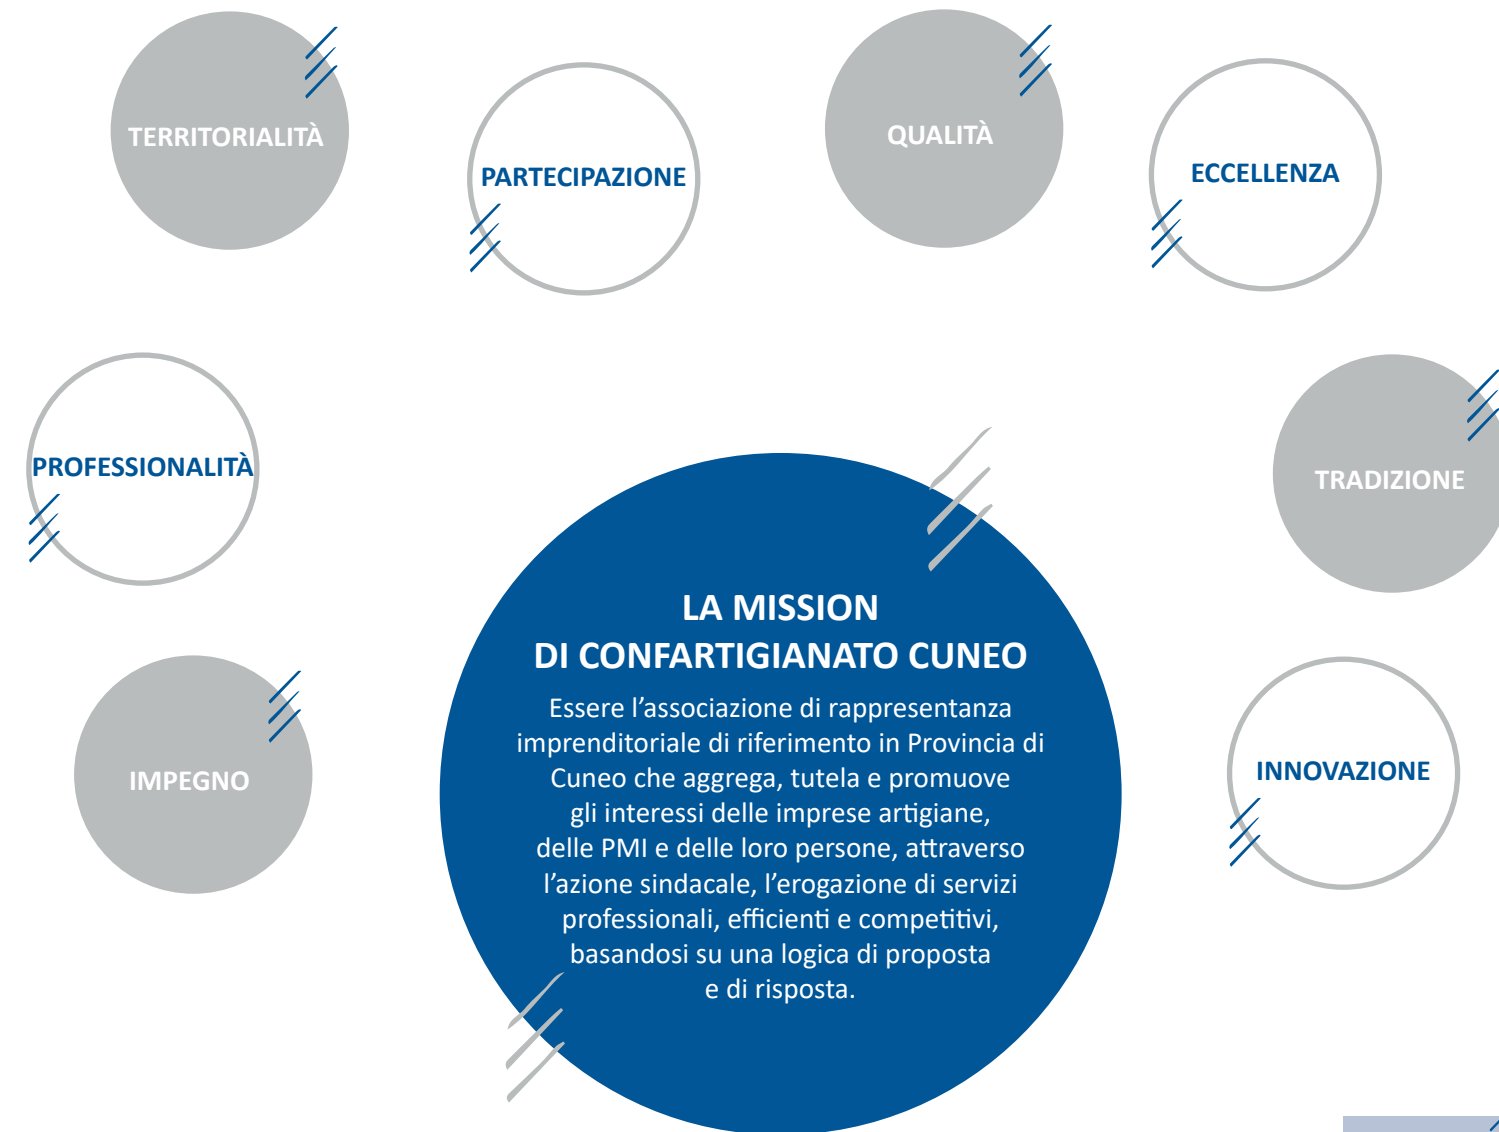 TERRITORIALITÀ
PARTECIPAZIONE
QUALITÀ
ECCELLENZA
PROFESSIONALITÀ
TRADIZIONE
IMPEGNO
INNOVAZIONE
LA MISSION
DI CONFARTIGIANATO CUNEO
Essere l’associazione di rappresentanza
imprenditoriale di riferimento in Provincia di
Cuneo che aggrega, tutela e promuove
gli interessi delle imprese artigiane,
delle PMI e delle loro persone, attraverso
l’azione sindacale, l’erogazione di servizi
professionali, efficienti e competitivi,
basandosi su una logica di proposta
e di risposta.